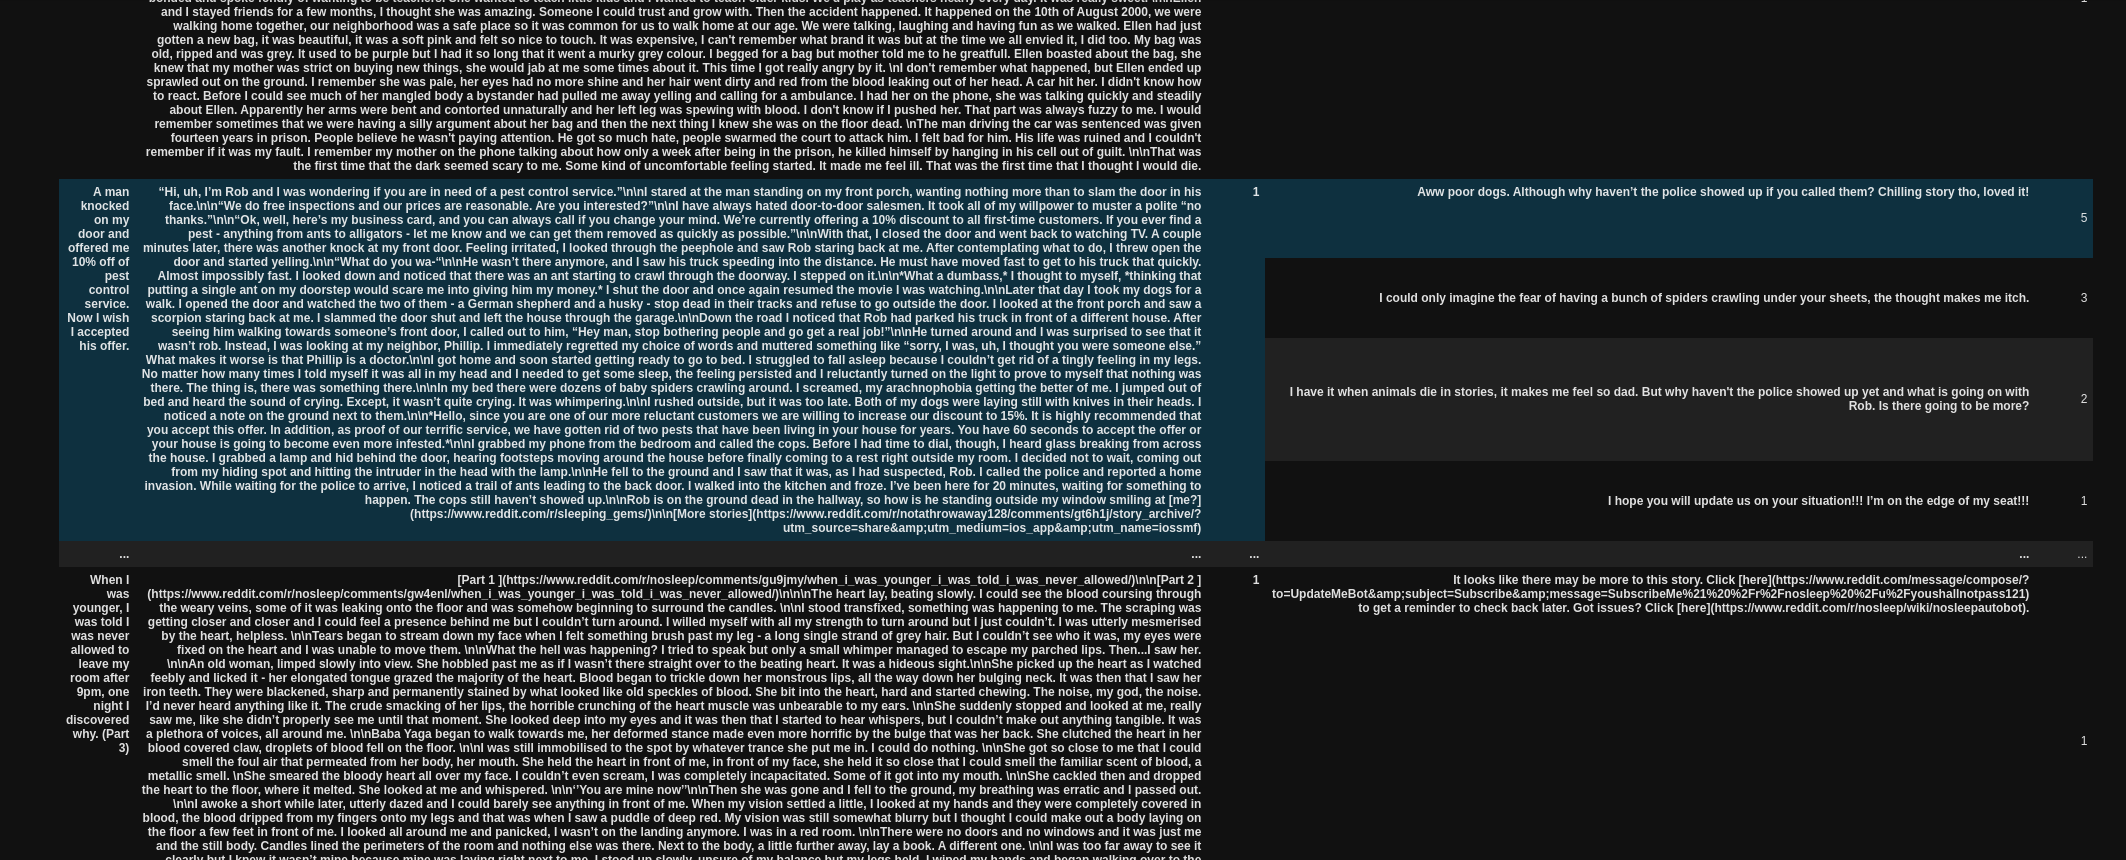 and I stayed friends for a few months, I thought she was amazing. Someone I could trust and grow with. Then the accident happened. It happened on the 10th of August 2000, we were
walking home together, our neighborhood was a safe place so it was common for us to walk home at our age. We were talking, laughing and having fun as we walked. Ellen had just
gotten a new bag, it was beautiful, it was a soft pink and felt so nice to touch. It was expensive, I can't remember what brand it was but at the time we all envied it, I did too. My bag was
old, ripped and was grey. It used to be purple but I had it so long that it went a murky grey colour. I begged for a bag but mother told me to he greatfull. Ellen boasted about the bag, she
knew that my mother was strict on buying new things, she would jab at me some times about it. This time I got really angry by it. \nI don't remember what happened, but Ellen ended up
sprawled out on the ground. I remember she was pale, her eyes had no more shine and her hair went dirty and red from the blood leaking out of her head. A car hit her. I didn't know how
to react. Before I could see much of her mangled body a bystander had pulled me away yelling and calling for a ambulance. I had her on the phone, she was talking quickly and steadily
about Ellen. Apparently her arms were bent and contorted unnaturally and her left leg was spewing with blood. I don't know if I pushed her. That part was always fuzzy to me. I would
remember sometimes that we were having a silly argument about her bag and then the next thing I knew she was on the floor dead. \nThe man driving the car was sentenced was given
fourteen years in prison. People believe he wasn't paying attention. He got so much hate, people swarmed the court to attack him. I felt bad for him. His life was ruined and I couldn't
remember if it was my fault. I remember my mother on the phone talking about how only a week after being in the prison, he killed himself by hanging in his cell out of guilt. \n\nThat was
the first time that the dark seemed scary to me. Some kind of uncomfortable feeling started. It made me feel ill. That was the first time that I thought I would die.
A man
knocked
on my
door and
offered me
10% off of
pest
control
service.
Now I wish
I accepted
his offer.
“Hi, uh, I’m Rob and I was wondering if you are in need of a pest control service.”\n\nI stared at the man standing on my front porch, wanting nothing more than to slam the door in his
face.\n\n“We do free inspections and our prices are reasonable. Are you interested?”\n\nI have always hated door-to-door salesmen. It took all of my willpower to muster a polite “no
thanks.”\n\n“Ok, well, here’s my business card, and you can always call if you change your mind. We’re currently offering a 10% discount to all first-time customers. If you ever find a
pest - anything from ants to alligators - let me know and we can get them removed as quickly as possible.”\n\nWith that, I closed the door and went back to watching TV. A couple
minutes later, there was another knock at my front door. Feeling irritated, I looked through the peephole and saw Rob staring back at me. After contemplating what to do, I threw open the
door and started yelling.\n\n“What do you wa-“\n\nHe wasn’t there anymore, and I saw his truck speeding into the distance. He must have moved fast to get to his truck that quickly.
Almost impossibly fast. I looked down and noticed that there was an ant starting to crawl through the doorway. I stepped on it.\n\n*What a dumbass,* I thought to myself, *thinking that
putting a single ant on my doorstep would scare me into giving him my money.* I shut the door and once again resumed the movie I was watching.\n\nLater that day I took my dogs for a
walk. I opened the door and watched the two of them - a German shepherd and a husky - stop dead in their tracks and refuse to go outside the door. I looked at the front porch and saw a
scorpion staring back at me. I slammed the door shut and left the house through the garage.\n\nDown the road I noticed that Rob had parked his truck in front of a different house. After
seeing him walking towards someone’s front door, I called out to him, “Hey man, stop bothering people and go get a real job!”\n\nHe turned around and I was surprised to see that it
wasn’t rob. Instead, I was looking at my neighbor, Phillip. I immediately regretted my choice of words and muttered something like “sorry, I was, uh, I thought you were someone else.”
What makes it worse is that Phillip is a doctor.\n\nI got home and soon started getting ready to go to bed. I struggled to fall asleep because I couldn’t get rid of a tingly feeling in my legs.
No matter how many times I told myself it was all in my head and I needed to get some sleep, the feeling persisted and I reluctantly turned on the light to prove to myself that nothing was
there. The thing is, there was something there.\n\nIn my bed there were dozens of baby spiders crawling around. I screamed, my arachnophobia getting the better of me. I jumped out of
bed and heard the sound of crying. Except, it wasn’t quite crying. It was whimpering.\n\nI rushed outside, but it was too late. Both of my dogs were laying still with knives in their heads. I
noticed a note on the ground next to them.\n\n*Hello, since you are one of our more reluctant customers we are willing to increase our discount to 15%. It is highly recommended that
you accept this offer. In addition, as proof of our terrific service, we have gotten rid of two pests that have been living in your house for years. You have 60 seconds to accept the offer or
your house is going to become even more infested.*\n\nI grabbed my phone from the bedroom and called the cops. Before I had time to dial, though, I heard glass breaking from across
the house. I grabbed a lamp and hid behind the door, hearing footsteps moving around the house before finally coming to a rest right outside my room. I decided not to wait, coming out
from my hiding spot and hitting the intruder in the head with the lamp.\n\nHe fell to the ground and I saw that it was, as I had suspected, Rob. I called the police and reported a home
invasion. While waiting for the police to arrive, I noticed a trail of ants leading to the back door. I walked into the kitchen and froze. I’ve been here for 20 minutes, waiting for something to
happen. The cops still haven’t showed up.\n\nRob is on the ground dead in the hallway, so how is he standing outside my window smiling at [me?]
(https://www.reddit.com/r/sleeping_gems/)\n\n[More stories](https://www.reddit.com/r/notathrowaway128/comments/gt6h1j/story_archive/?
utm_source=share&amp;utm_medium=ios_app&amp;utm_name=iossmf)
1
Aww poor dogs. Although why haven’t the police showed up if you called them? Chilling story tho, loved it!
5
I could only imagine the fear of having a bunch of spiders crawling under your sheets, the thought makes me itch.
3
I have it when animals die in stories, it makes me feel so dad. But why haven't the police showed up yet and what is going on with
Rob. Is there going to be more?
2
I hope you will update us on your situation!!! I’m on the edge of my seat!!!
1
... ... ... ... ...
When I
was
younger, I
was told I
was never
allowed to
leave my
room after
9pm, one
night I
discovered
why. (Part
3)
[Part 1 ](https://www.reddit.com/r/nosleep/comments/gu9jmy/when_i_was_younger_i_was_told_i_was_never_allowed/)\n\n[Part 2 ]
(https://www.reddit.com/r/nosleep/comments/gw4enl/when_i_was_younger_i_was_told_i_was_never_allowed/)\n\n\nThe heart lay, beating slowly. I could see the blood coursing through
the weary veins, some of it was leaking onto the floor and was somehow beginning to surround the candles. \n\nI stood transfixed, something was happening to me. The scraping was
getting closer and closer and I could feel a presence behind me but I couldn’t turn around. I willed myself with all my strength to turn around but I just couldn’t. I was utterly mesmerised
by the heart, helpless. \n\nTears began to stream down my face when I felt something brush past my leg - a long single strand of grey hair. But I couldn’t see who it was, my eyes were
fixed on the heart and I was unable to move them. \n\nWhat the hell was happening? I tried to speak but only a small whimper managed to escape my parched lips. Then...I saw her.
\n\nAn old woman, limped slowly into view. She hobbled past me as if I wasn’t there straight over to the beating heart. It was a hideous sight.\n\nShe picked up the heart as I watched
feebly and licked it - her elongated tongue grazed the majority of the heart. Blood began to trickle down her monstrous lips, all the way down her bulging neck. It was then that I saw her
iron teeth. They were blackened, sharp and permanently stained by what looked like old speckles of blood. She bit into the heart, hard and started chewing. The noise, my god, the noise.
I’d never heard anything like it. The crude smacking of her lips, the horrible crunching of the heart muscle was unbearable to my ears. \n\nShe suddenly stopped and looked at me, really
saw me, like she didn’t properly see me until that moment. She looked deep into my eyes and it was then that I started to hear whispers, but I couldn’t make out anything tangible. It was
a plethora of voices, all around me. \n\nBaba Yaga began to walk towards me, her deformed stance made even more horrific by the bulge that was her back. She clutched the heart in her
blood covered claw, droplets of blood fell on the floor. \n\nI was still immobilised to the spot by whatever trance she put me in. I could do nothing. \n\nShe got so close to me that I could
smell the foul air that permeated from her body, her mouth. She held the heart in front of me, in front of my face, she held it so close that I could smell the familiar scent of blood, a
metallic smell. \nShe smeared the bloody heart all over my face. I couldn’t even scream, I was completely incapacitated. Some of it got into my mouth. \n\nShe cackled then and dropped
the heart to the floor, where it melted. She looked at me and whispered. \n\n‘’You are mine now’’\n\nThen she was gone and I fell to the ground, my breathing was erratic and I passed out.
\n\nI awoke a short while later, utterly dazed and I could barely see anything in front of me. When my vision settled a little, I looked at my hands and they were completely covered in
blood, the blood dripped from my fingers onto my legs and that was when I saw a puddle of deep red. My vision was still somewhat blurry but I thought I could make out a body laying on
the floor a few feet in front of me. I looked all around me and panicked, I wasn’t on the landing anymore. I was in a red room. \n\nThere were no doors and no windows and it was just me
and the still body. Candles lined the perimeters of the room and nothing else was there. Next to the body, a little further away, lay a book. A different one. \n\nI was too far away to see it
clearly but I knew it wasn’t mine because mine was laying right next to me. I stood up slowly, unsure of my balance but my legs held. I wiped my hands and began walking over to the
1
It looks like there may be more to this story. Click [here](https://www.reddit.com/message/compose/?
to=UpdateMeBot&amp;subject=Subscribe&amp;message=SubscribeMe%21%20%2Fr%2Fnosleep%20%2Fu%2Fyoushallnotpass121)
to get a reminder to check back later. Got issues? Click [here](https://www.reddit.com/r/nosleep/wiki/nosleepautobot).
1